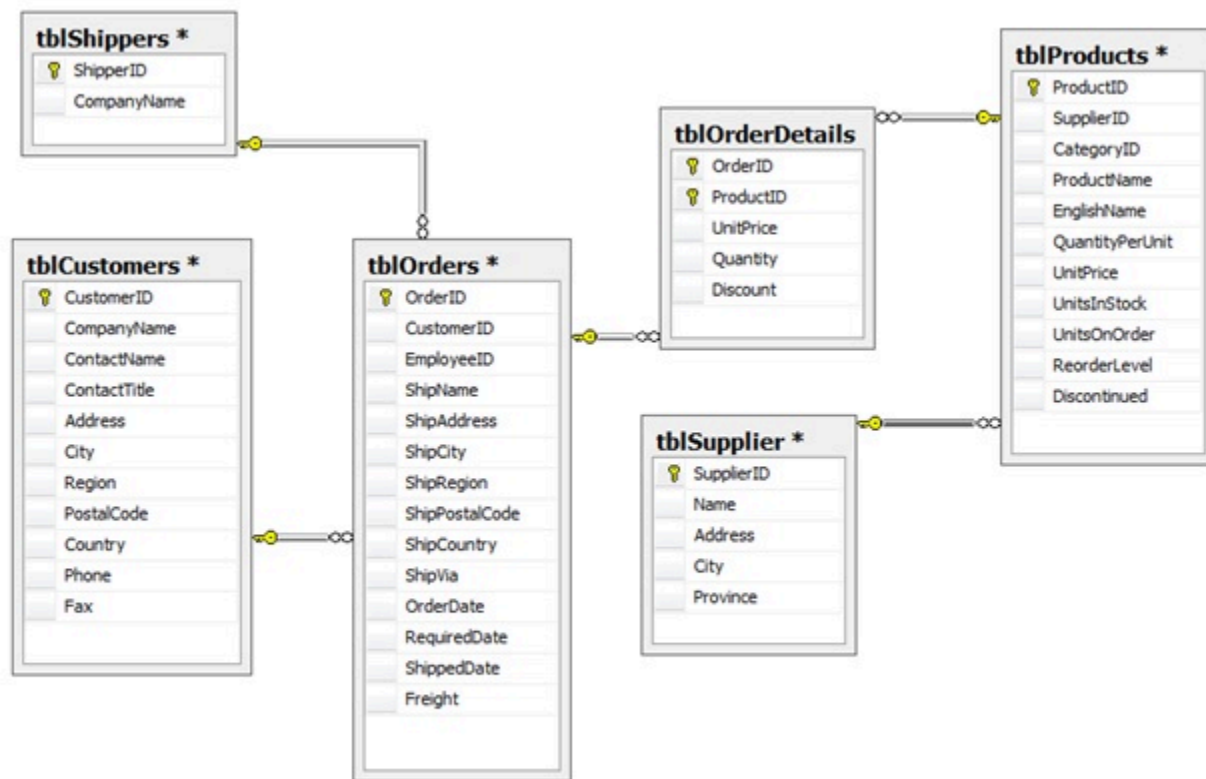 tblShippers *
ShipperID
CompanyName
tblCustomers *
CustomerID
CompanyName
ContactName
ContactTitle
Address
City
Region
PostalCode
Country
Phone
Fax
tblOrders *
OrderID
CustomerID
EmployeeID
ShipName
ShipAddress
ShipCity
ShipRegion
ShipPostalCode
ShipCountry
ShipVia
OrderDate
RequiredDate
ShippedDate
Freight
tblOrderDetails
OrderID
ProductID
UnitPrice
Quantity
Discount
tblSupplier *
SupplierID
Name
Address
City
Province
tblProducts *
ProductID
SupplierID
CategoryID
ProductName
EnglishName
QuantityPerUnit
UnitPrice
UnitsInStock
UnitsOnOrder
ReorderLevel
Discontinued